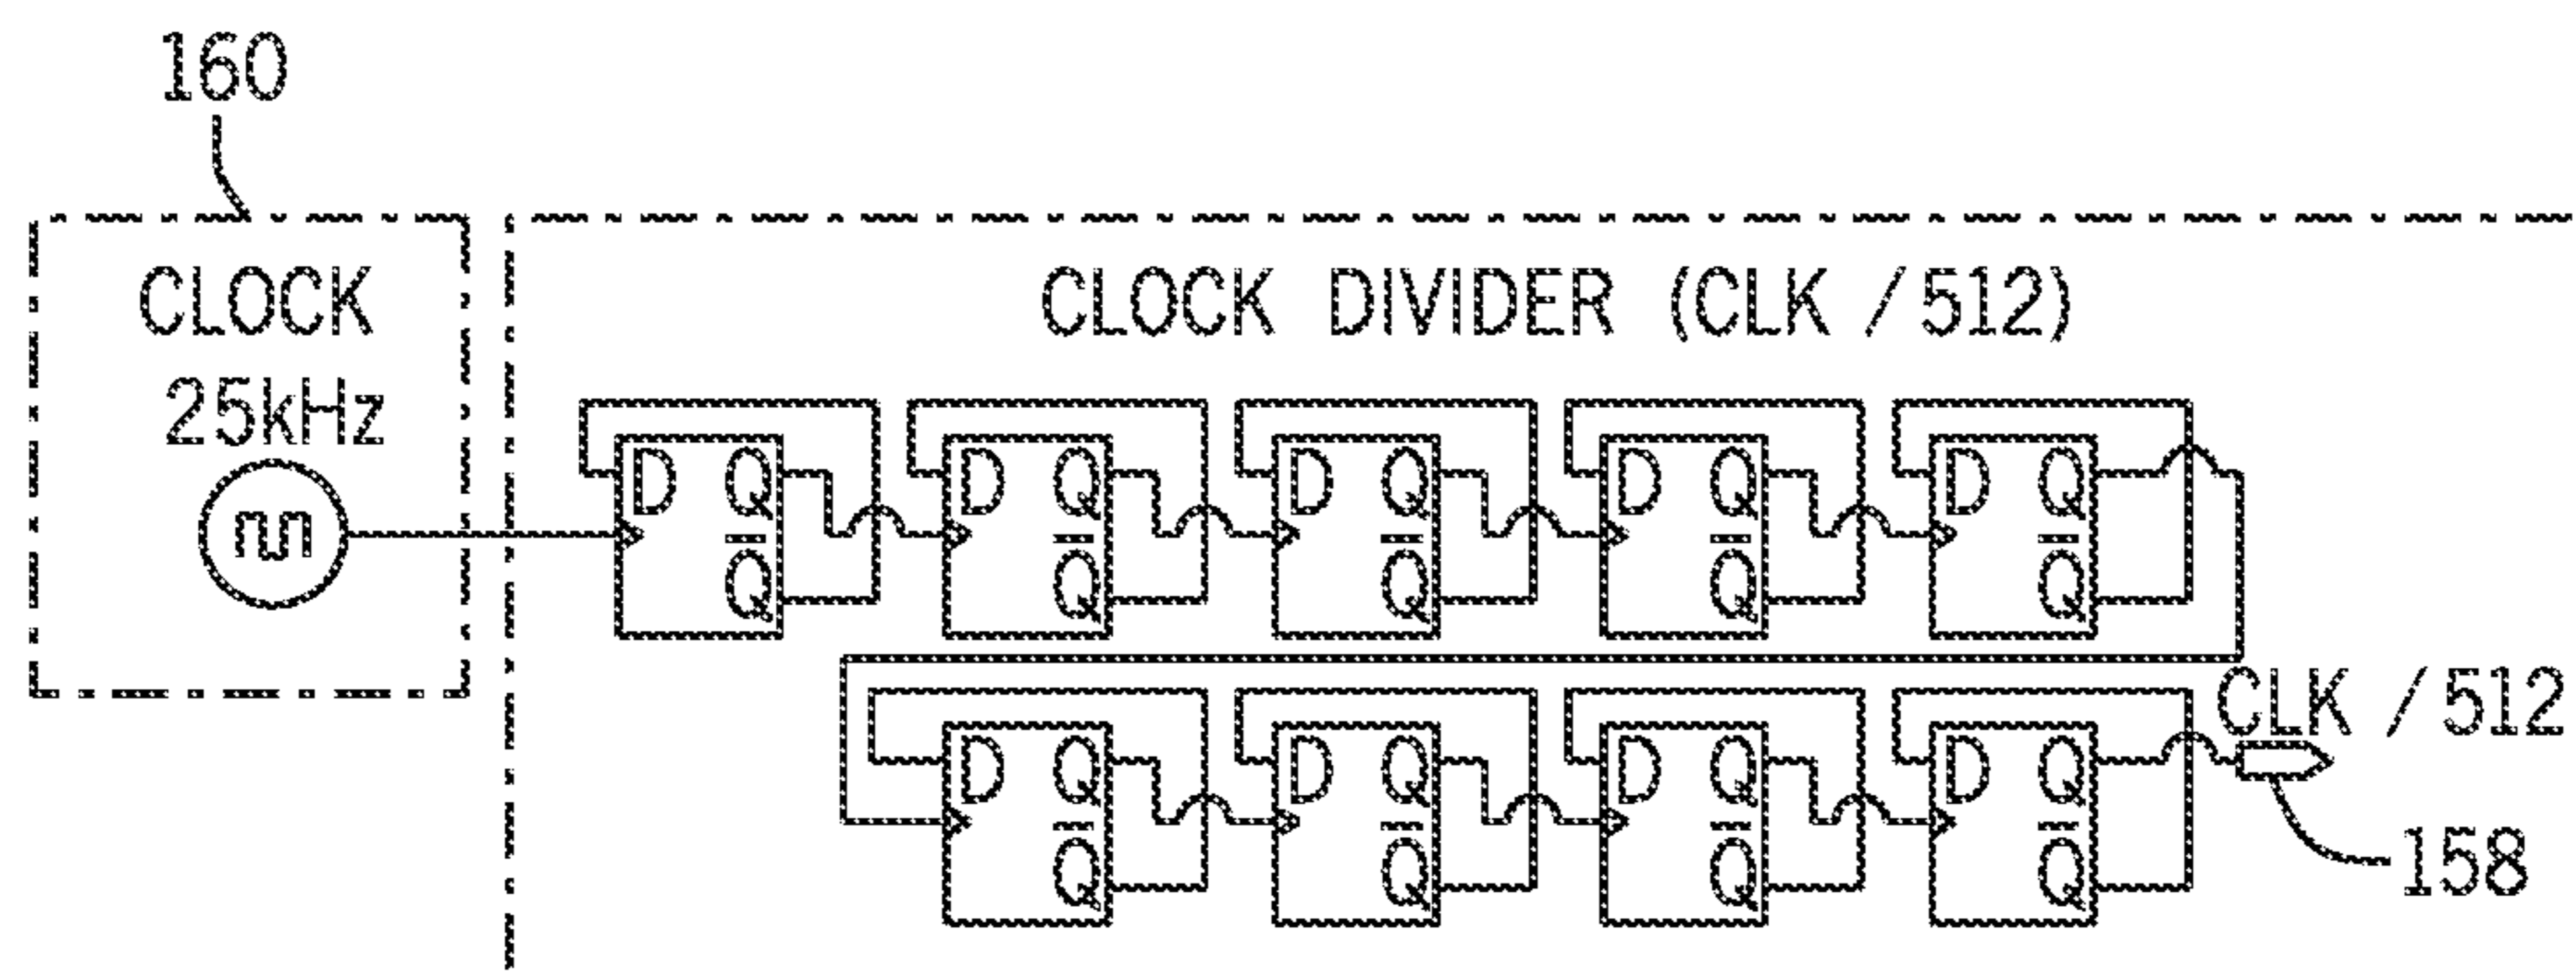 160
CLOCK
25kHz
CLOCK DIVIDER (CLK / 512)
D Q D Q D Q D Q D Q
Q̅ Q̅ Q̅ Q̅ Q̅
CLK / 512
D Q D Q D Q D Q
Q̅ Q̅ Q̅ Q̅
158